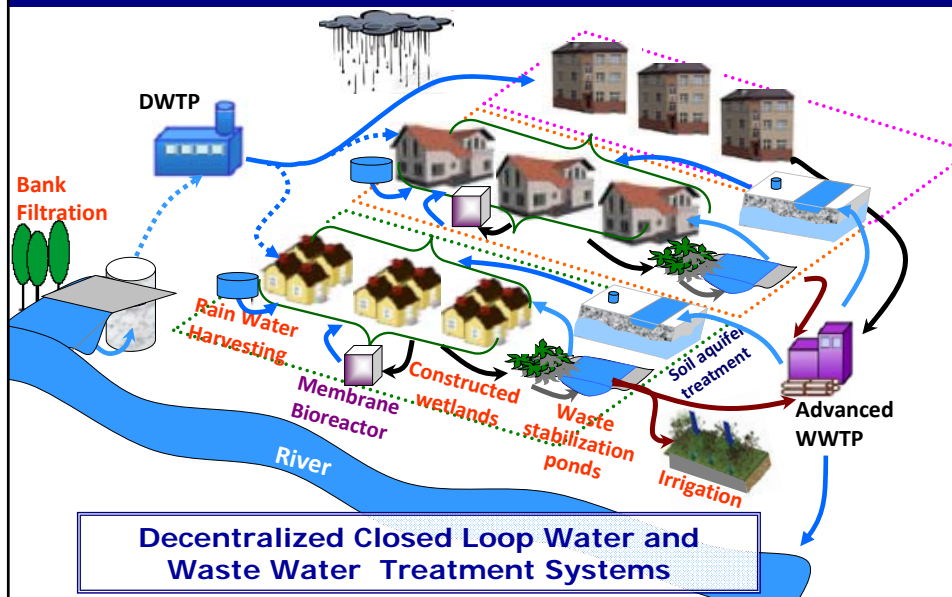 DWTP
Bank
Filtration
Rain Water
Harvesting
Membrane
Bioreactor
Constructed
wetlands
Waste
stabilization
ponds
Soil aquifer
treatment
Irrigation
Advanced
WWTP
River
Decentralized Closed Loop Water and
Waste Water Treatment Systems